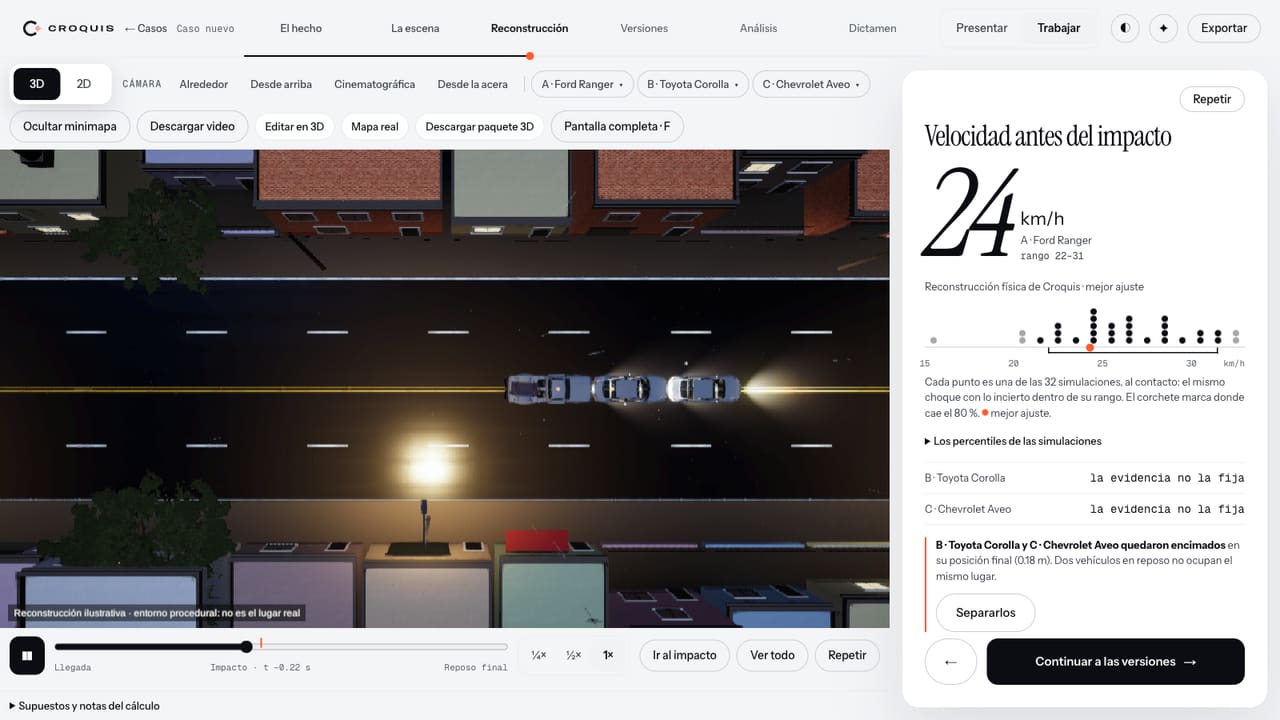 CROQUIS
← Casos
Caso nuevo
El hecho
La escena
Reconstrucción
Versiones
Análisis
Dictamen
Presentar
Trabajar
Exportar
3D
2D
CÁMARA
Alrededor
Desde arriba
Cinematográfica
Desde la acera
A · Ford Ranger
B · Toyota Corolla
C · Chevrolet Aveo
Ocultar minimapa
Descargar video
Editar en 3D
Mapa real
Descargar paquete 3D
Pantalla completa · F
Reconstrucción ilustrativa · entorno procedural: no es el lugar real
Llegada
Impacto · t −0.22 s
Reposo final
¼×
½×
1×
Ir al impacto
Ver todo
Repetir
Supuestos y notas del cálculo
Repetir
Velocidad antes del impacto
24 km/h
A · Ford Ranger
rango 22–31
Reconstrucción física de Croquis · mejor ajuste
15 20 25 30 km/h
Cada punto es una de las 32 simulaciones, al contacto: el mismo
choque con lo incierto dentro de su rango. El corchete marca donde
cae el 80 %. mejor ajuste.
Los percentiles de las simulaciones
B · Toyota Corolla la evidencia no la fija
C · Chevrolet Aveo la evidencia no la fija
B · Toyota Corolla y C · Chevrolet Aveo quedaron encimados en
su posición final (0.18 m). Dos vehículos en reposo no ocupan el
mismo lugar.
Separarlos
←
Continuar a las versiones →